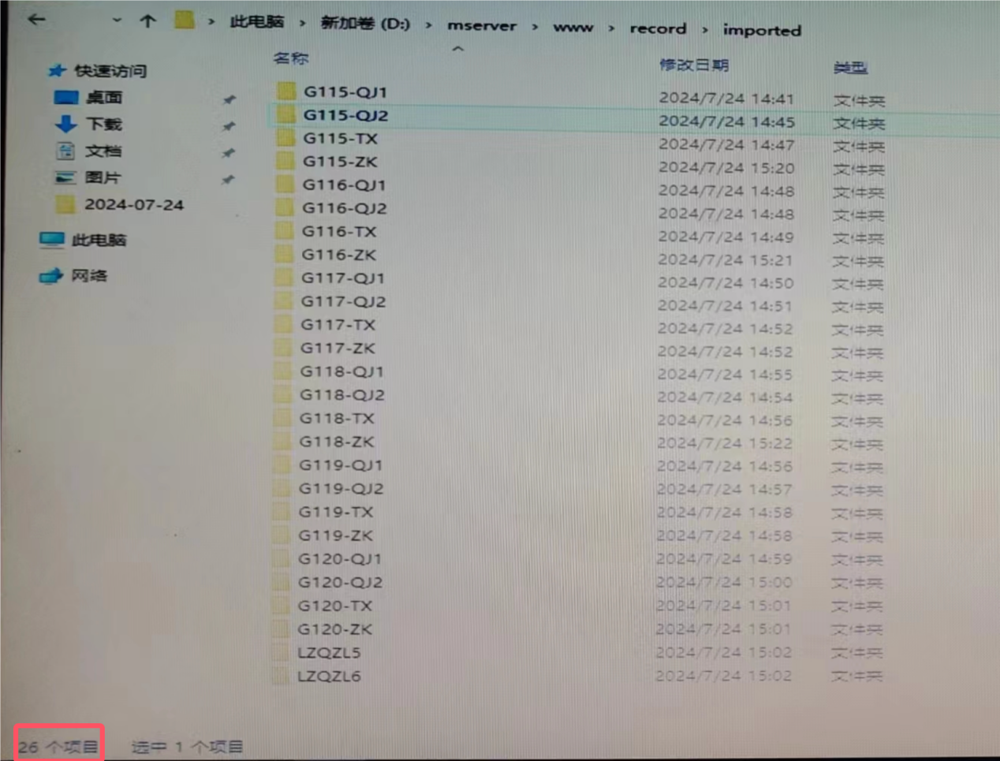 此电脑 › 新加卷 (D:) › mserver › www › record › imported
名称 修改日期 类型
快速访问
桌面
下载
文档
图片
2024-07-24
此电脑
网络
G115-QJ1 2024/7/24 14:41 文件夹
G115-QJ2 2024/7/24 14:45 文件夹
G115-TX 2024/7/24 14:47 文件夹
G115-ZK 2024/7/24 15:20 文件夹
G116-QJ1 2024/7/24 14:48 文件夹
G116-QJ2 2024/7/24 14:48 文件夹
G116-TX 2024/7/24 14:49 文件夹
G116-ZK 2024/7/24 15:21 文件夹
G117-QJ1 2024/7/24 14:50 文件夹
G117-QJ2 2024/7/24 14:51 文件夹
G117-TX 2024/7/24 14:52 文件夹
G117-ZK 2024/7/24 14:52 文件夹
G118-QJ1 2024/7/24 14:55 文件夹
G118-QJ2 2024/7/24 14:54 文件夹
G118-TX 2024/7/24 14:56 文件夹
G118-ZK 2024/7/24 15:22 文件夹
G119-QJ1 2024/7/24 14:56 文件夹
G119-QJ2 2024/7/24 14:57 文件夹
G119-TX 2024/7/24 14:58 文件夹
G119-ZK 2024/7/24 14:58 文件夹
G120-QJ1 2024/7/24 14:59 文件夹
G120-QJ2 2024/7/24 15:00 文件夹
G120-TX 2024/7/24 15:01 文件夹
G120-ZK 2024/7/24 15:01 文件夹
LZQZL5 2024/7/24 15:02 文件夹
LZQZL6 2024/7/24 15:02 文件夹
26 个项目 选中 1 个项目